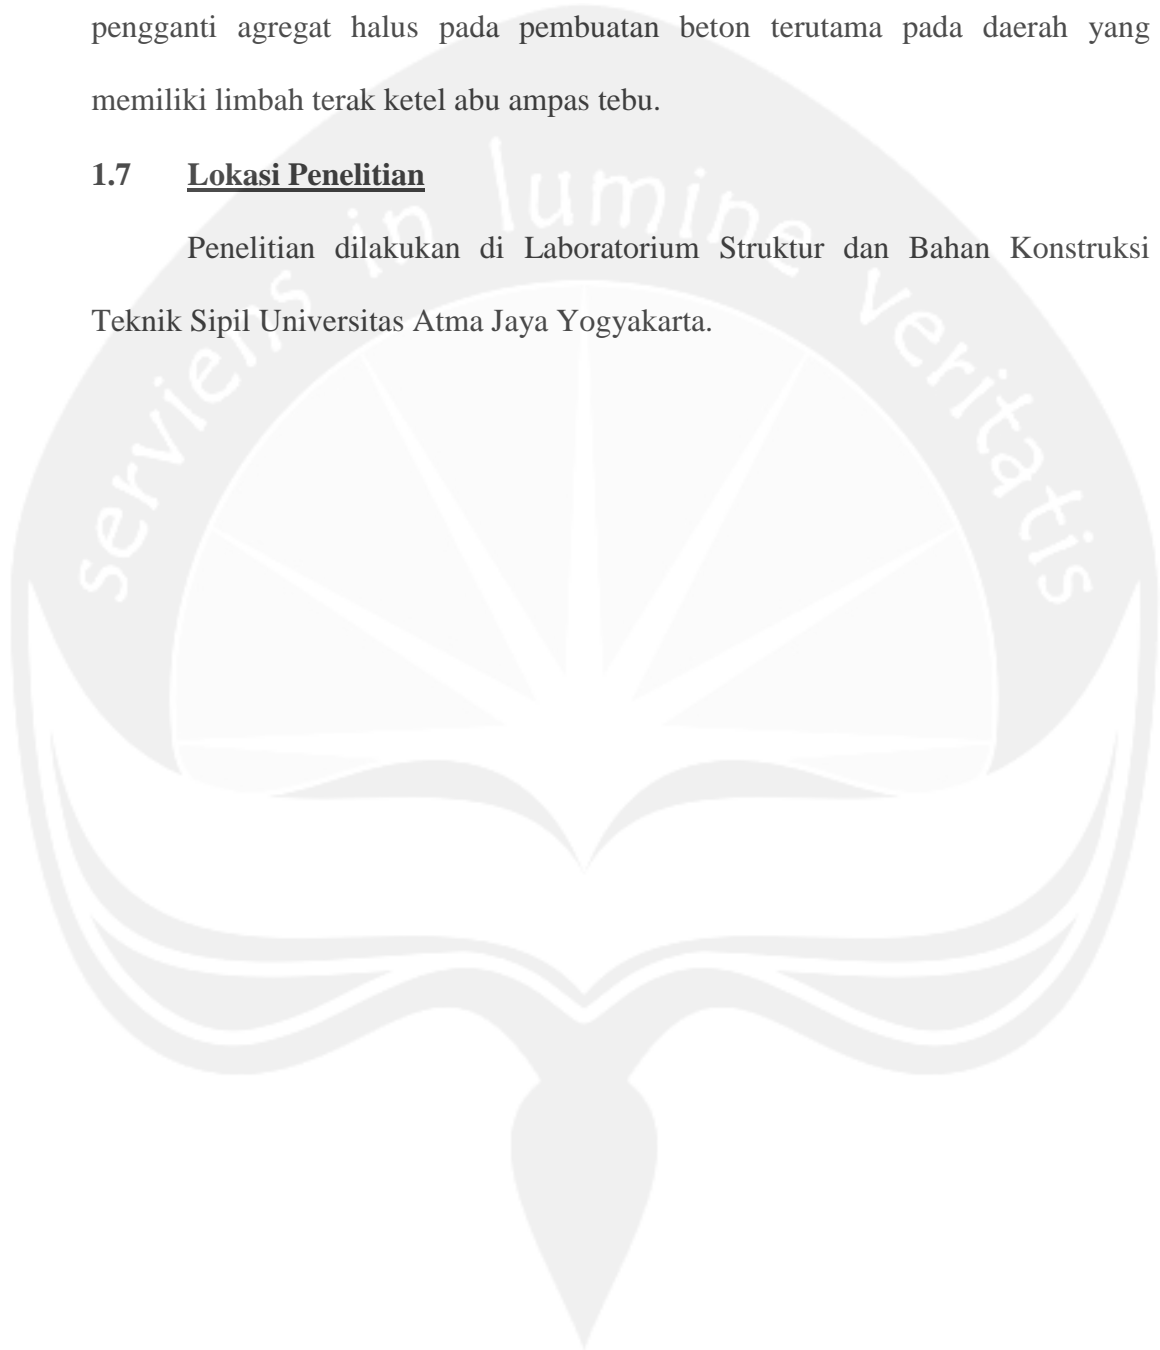 pengganti agregat halus pada pembuatan beton terutama pada daerah yang
memiliki limbah terak ketel abu ampas tebu.
1.7 Lokasi Penelitian
Penelitian dilakukan di Laboratorium Struktur dan Bahan Konstruksi
Teknik Sipil Universitas Atma Jaya Yogyakarta.
serviens in lumine veritatis